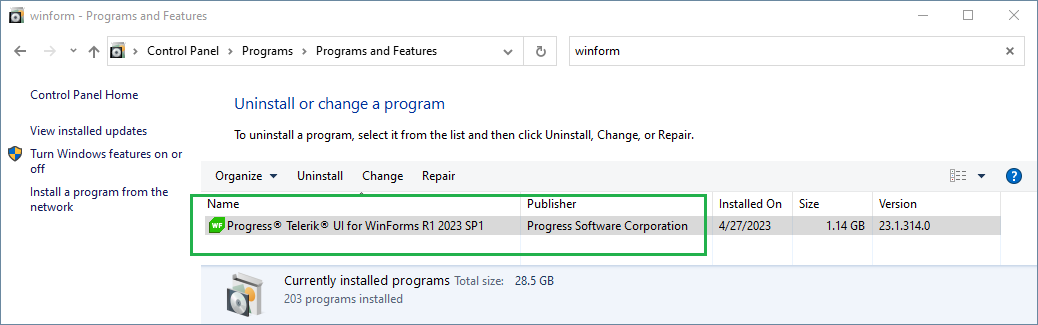 winform - Programs and Features
Control Panel > Programs > Programs and Features
winform
Control Panel Home
View installed updates
Turn Windows features on or
off
Install a program from the
network
Uninstall or change a program
To uninstall a program, select it from the list and then click Uninstall, Change, or Repair.
Organize Uninstall Change Repair
Name Publisher Installed On Size Version
WF Progress® Telerik® UI for WinForms R1 2023 SP1 Progress Software Corporation 4/27/2023 1.14 GB 23.1.314.0
Currently installed programs Total size: 28.5 GB
203 programs installed